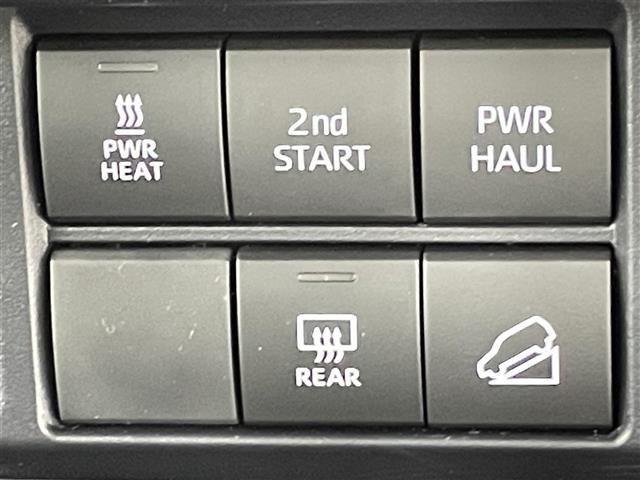 PWR
HEAT
2nd
START
PWR
HAUL
REAR